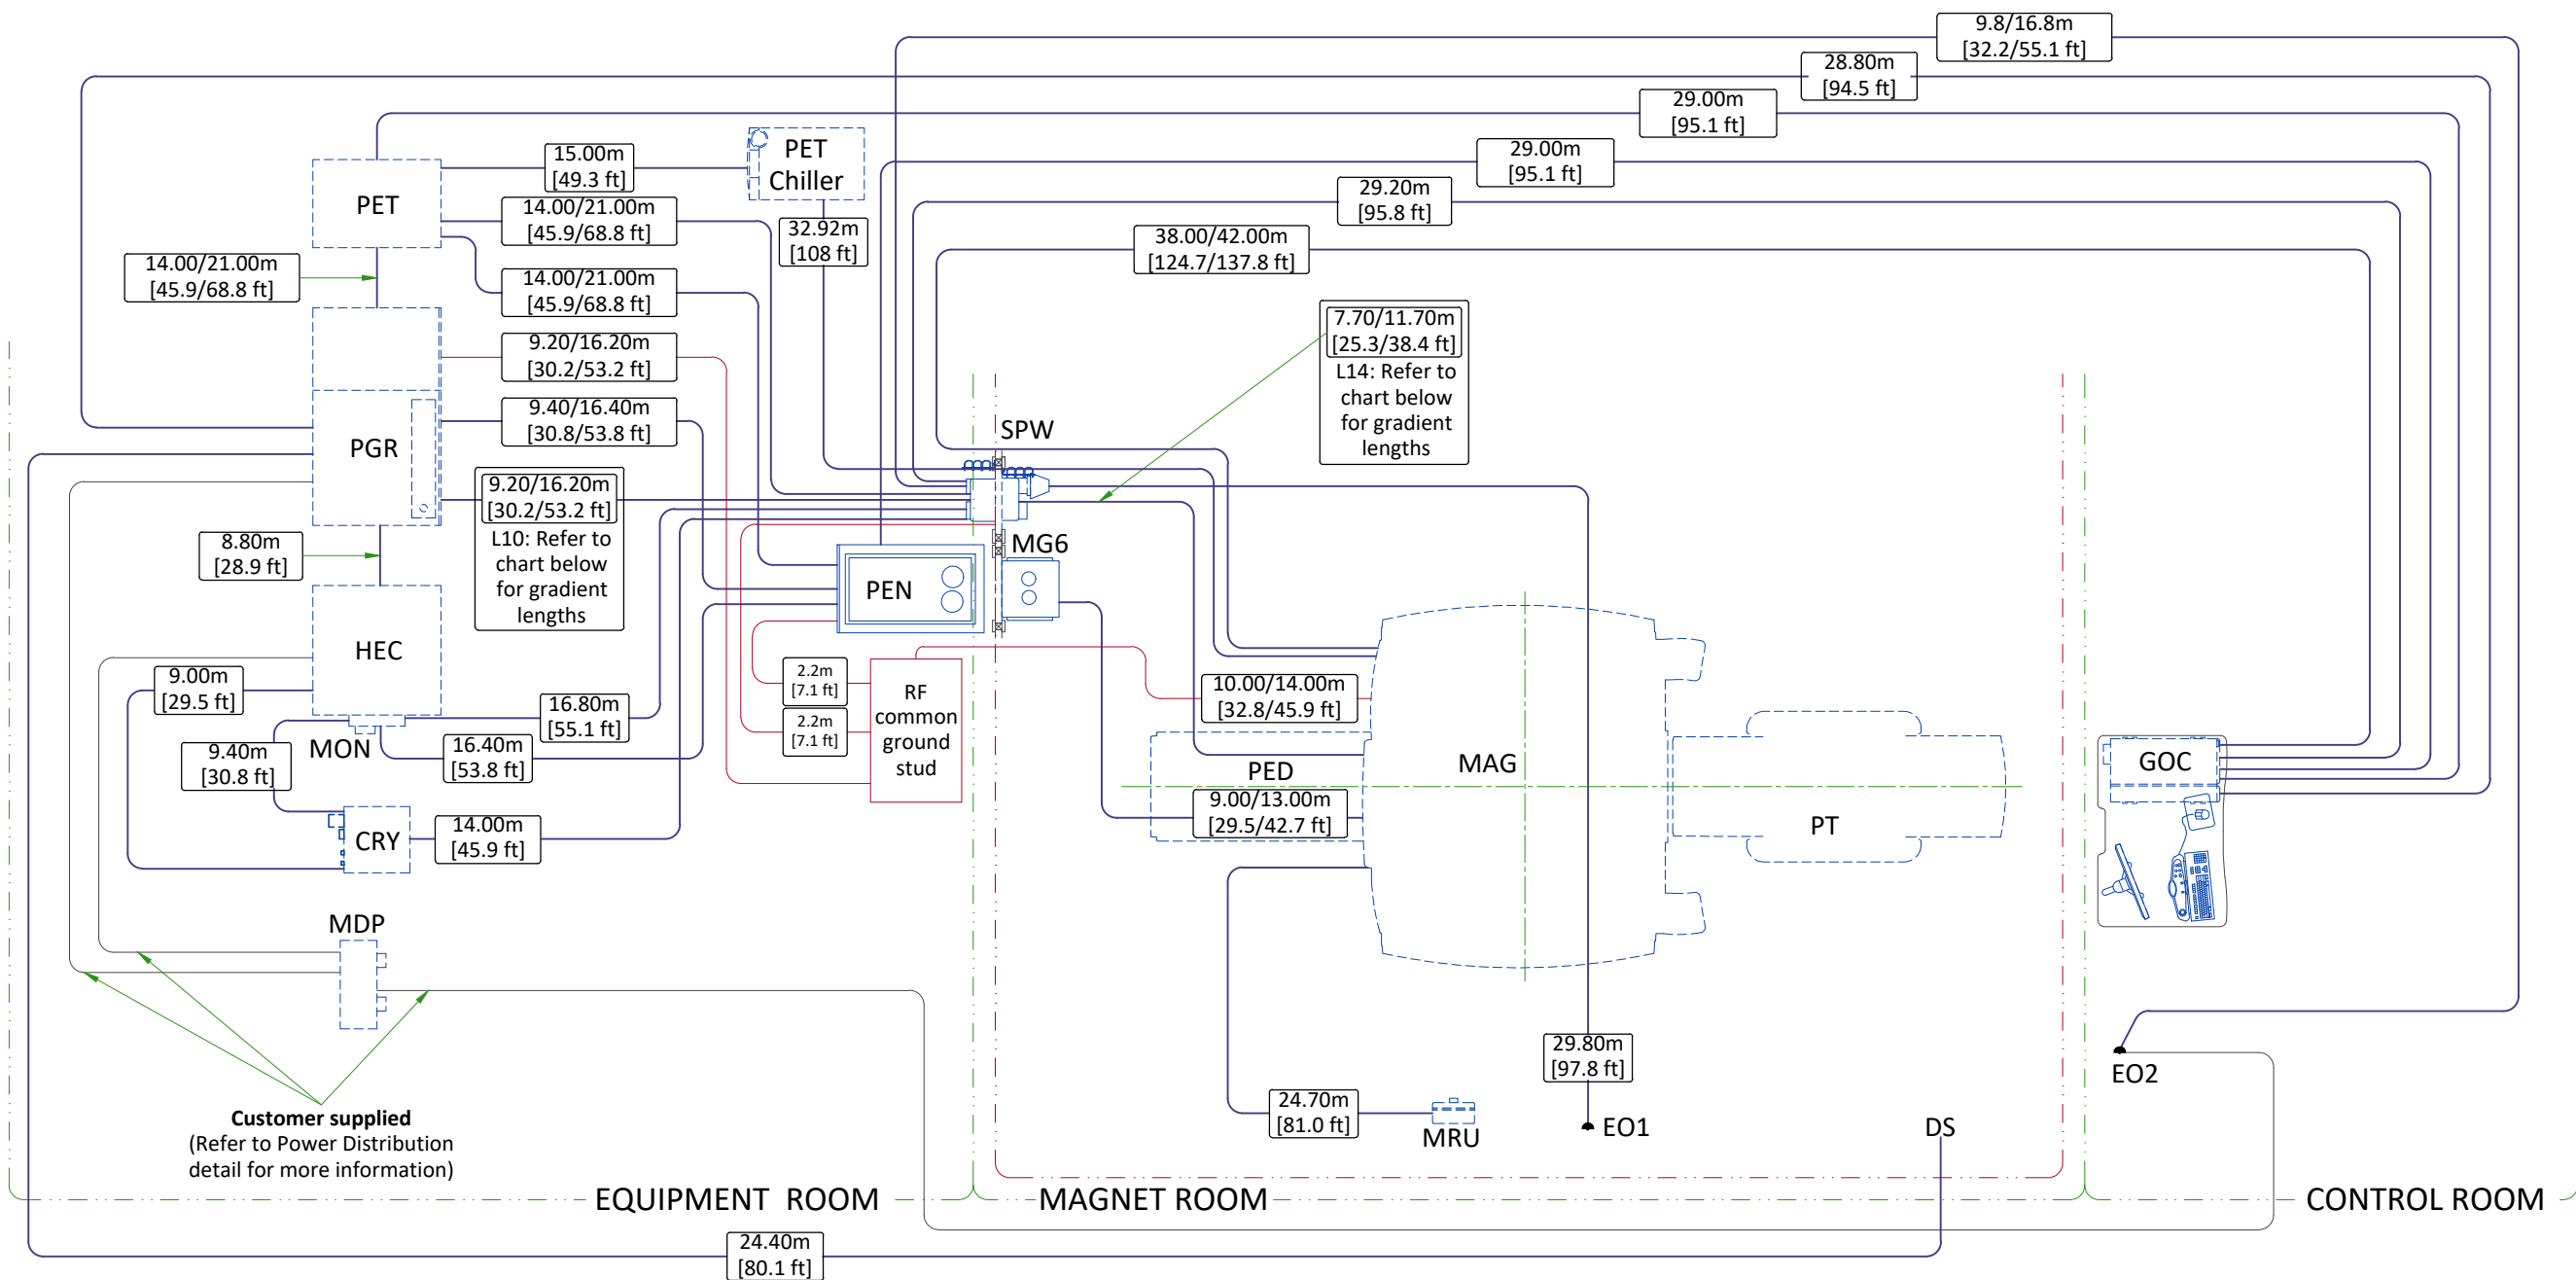 9.8/16.8m
[32.2/55.1 ft]
28.80m
[94.5 ft]
29.00m
[95.1 ft]
29.00m
[95.1 ft]
29.20m
[95.8 ft]
38.00/42.00m
[124.7/137.8 ft]
PET
Chiller
15.00m
[49.3 ft]
PET
14.00/21.00m
[45.9/68.8 ft]
32.92m
[108 ft]
14.00/21.00m
[45.9/68.8 ft]
14.00/21.00m
[45.9/68.8 ft]
9.20/16.20m
[30.2/53.2 ft]
7.70/11.70m
[25.3/38.4 ft]
L14: Refer to
chart below
for gradient
lengths
9.40/16.40m
[30.8/53.8 ft]
PGR
SPW
9.20/16.20m
[30.2/53.2 ft]
L10: Refer to
chart below
for gradient
lengths
8.80m
[28.9 ft]
MG6
PEN
HEC
9.00m
[29.5 ft]
16.80m
[55.1 ft]
2.2m
[7.1 ft]
2.2m
[7.1 ft]
RF
common
ground
stud
10.00/14.00m
[32.8/45.9 ft]
MON
16.40m
[53.8 ft]
9.40m
[30.8 ft]
PED
MAG
GOC
9.00/13.00m
[29.5/42.7 ft]
PT
CRY
14.00m
[45.9 ft]
MDP
29.80m
[97.8 ft]
EO2
24.70m
[81.0 ft]
MRU
EO1
DS
Customer supplied
(Refer to Power Distribution
detail for more information)
EQUIPMENT ROOM
MAGNET ROOM
CONTROL ROOM
24.40m
[80.1 ft]